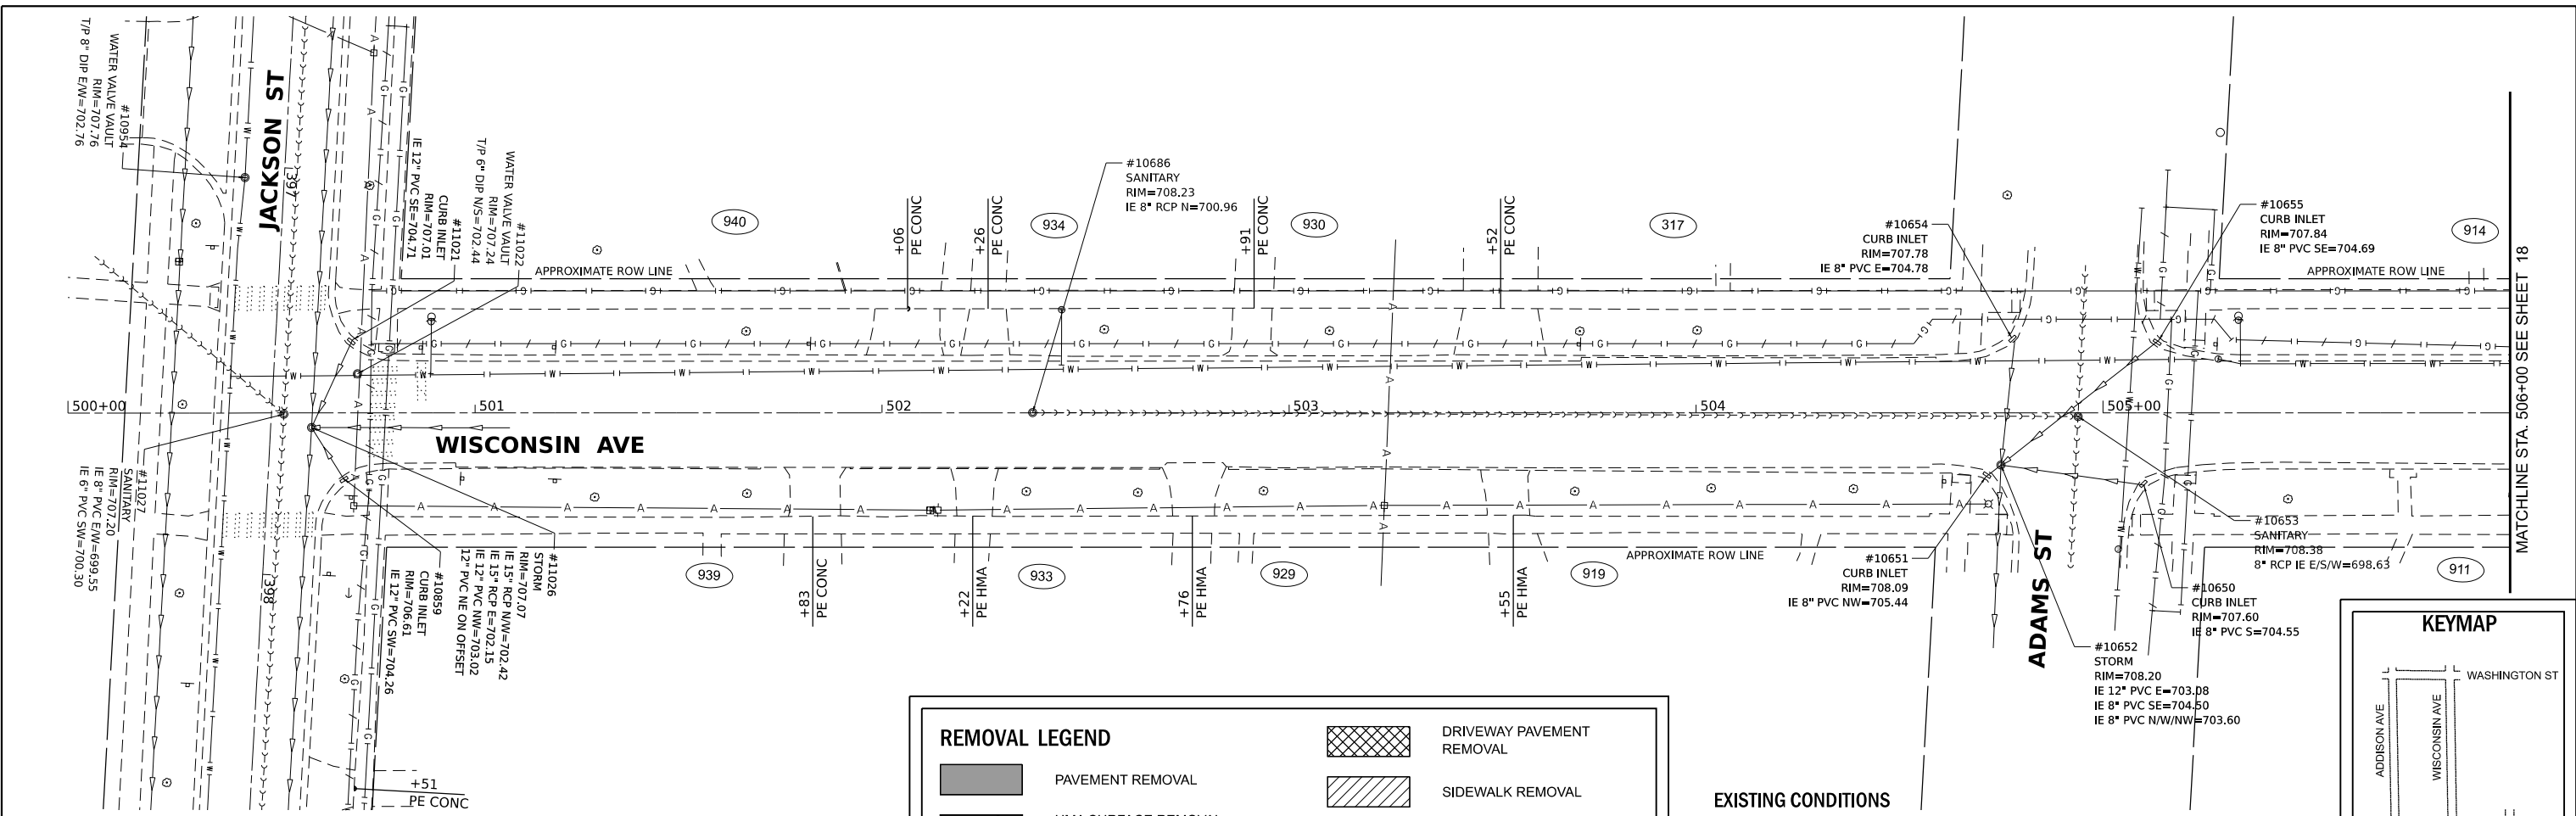 #10954
WATER VALVE VAULT
RIM=707.76
T/P 8" DIP E/W=702.76
JACKSON ST
397
398
#11021
CURB INLET
RIM=707.01
IE 12" PVC SE=704.71
#11022
WATER VALVE VAULT
RIM=707.24
T/P 6" DIP N/S=702.44
APPROXIMATE ROW LINE
940
+06
PE CONC
+26
PE CONC
934
#10686
SANITARY
RIM=708.23
IE 8" RCP N=700.96
+91
PE CONC
930
+52
PE CONC
317
#10654
CURB INLET
RIM=707.78
IE 8" PVC E=704.78
#10655
CURB INLET
RIM=707.84
IE 8" PVC SE=704.69
914
APPROXIMATE ROW LINE
MATCHLINE STA. 506+00 SEE SHEET 18
500+00
501
502
503
504
505+00
WISCONSIN AVE
#11027
SANITARY
RIM=707.20
IE 8" PVC E/W=699.55
IE 6" PVC SW=700.30
#10859
CURB INLET
RIM=706.61
IE 12" PVC SW=704.26
#11026
STORM
RIM=707.07
IE 15" RCP N/W=702.42
IE 15" RCP E=702.15
IE 12" PVC NW=703.02
12" PVC NE ON OFFSET
939
+83
PE CONC
+22
PE HMA
933
+76
PE HMA
929
+55
PE HMA
919
APPROXIMATE ROW LINE
#10651
CURB INLET
RIM=708.09
IE 8" PVC NW=705.44
ADAMS ST
#10653
SANITARY
RIM=708.38
8" RCP IE E/S/W=698.63
911
#10650
CURB INLET
RIM=707.60
IE 8" PVC S=704.55
#10652
STORM
RIM=708.20
IE 12" PVC E=703.08
IE 8" PVC SE=704.50
IE 8" PVC N/W/NW=703.60
+51
PE CONC
REMOVAL LEGEND
PAVEMENT REMOVAL
DRIVEWAY PAVEMENT
REMOVAL
SIDEWALK REMOVAL
EXISTING CONDITIONS
KEYMAP
WASHINGTON ST
ADDISON AVE
WISCONSIN AVE